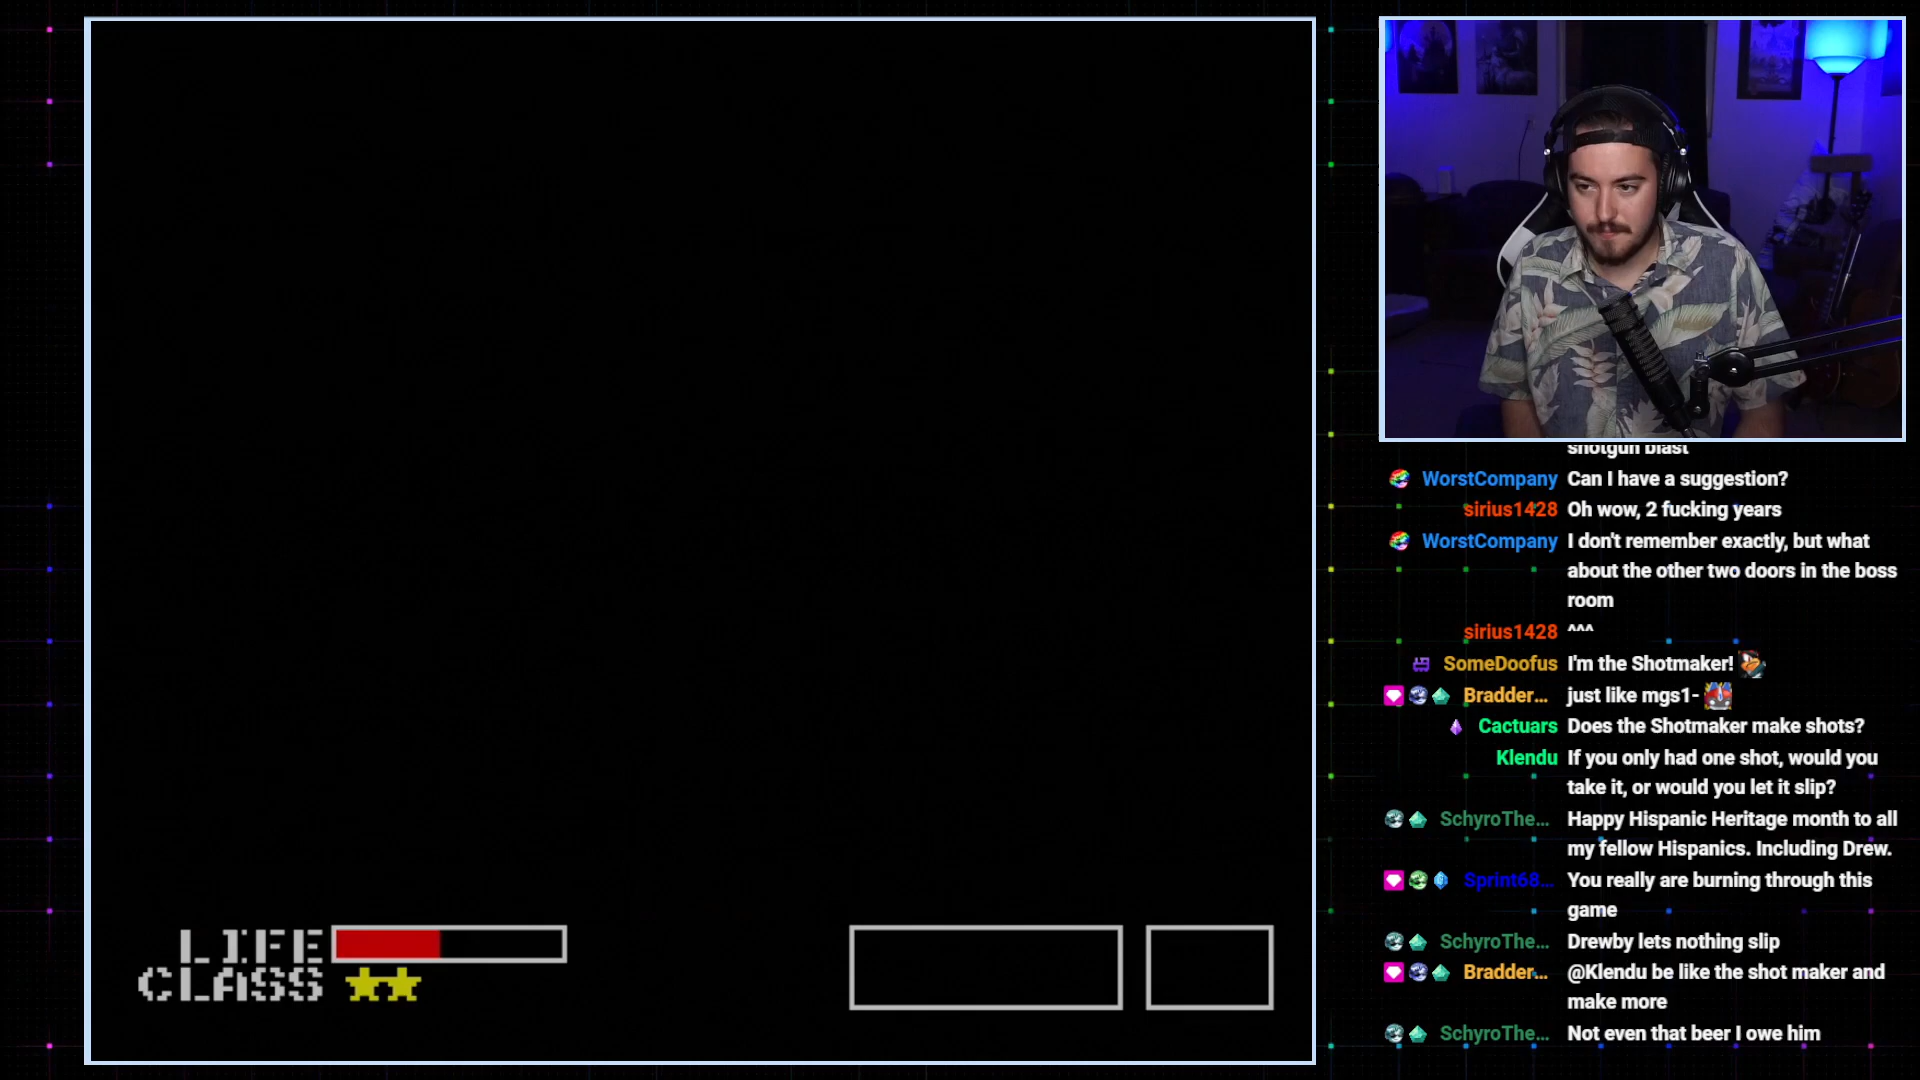 shotgun blast
WorstCompany Can I have a suggestion?
sirius1428 Oh wow, 2 fucking years
WorstCompany I don't remember exactly, but what
about the other two doors in the boss
room
sirius1428 ^^^
SomeDoofus I'm the Shotmaker!
Bradder... just like mgs1-
Cactuars Does the Shotmaker make shots?
Klendu If you only had one shot, would you
take it, or would you let it slip?
SchyroThe... Happy Hispanic Heritage month to all
my fellow Hispanics. Including Drew.
Sprint68... You really are burning through this
game
SchyroThe... Drewby lets nothing slip
Bradder... @Klendu be like the shot maker and
make more
SchyroThe... Not even that beer I owe him
LIFE
CLASS